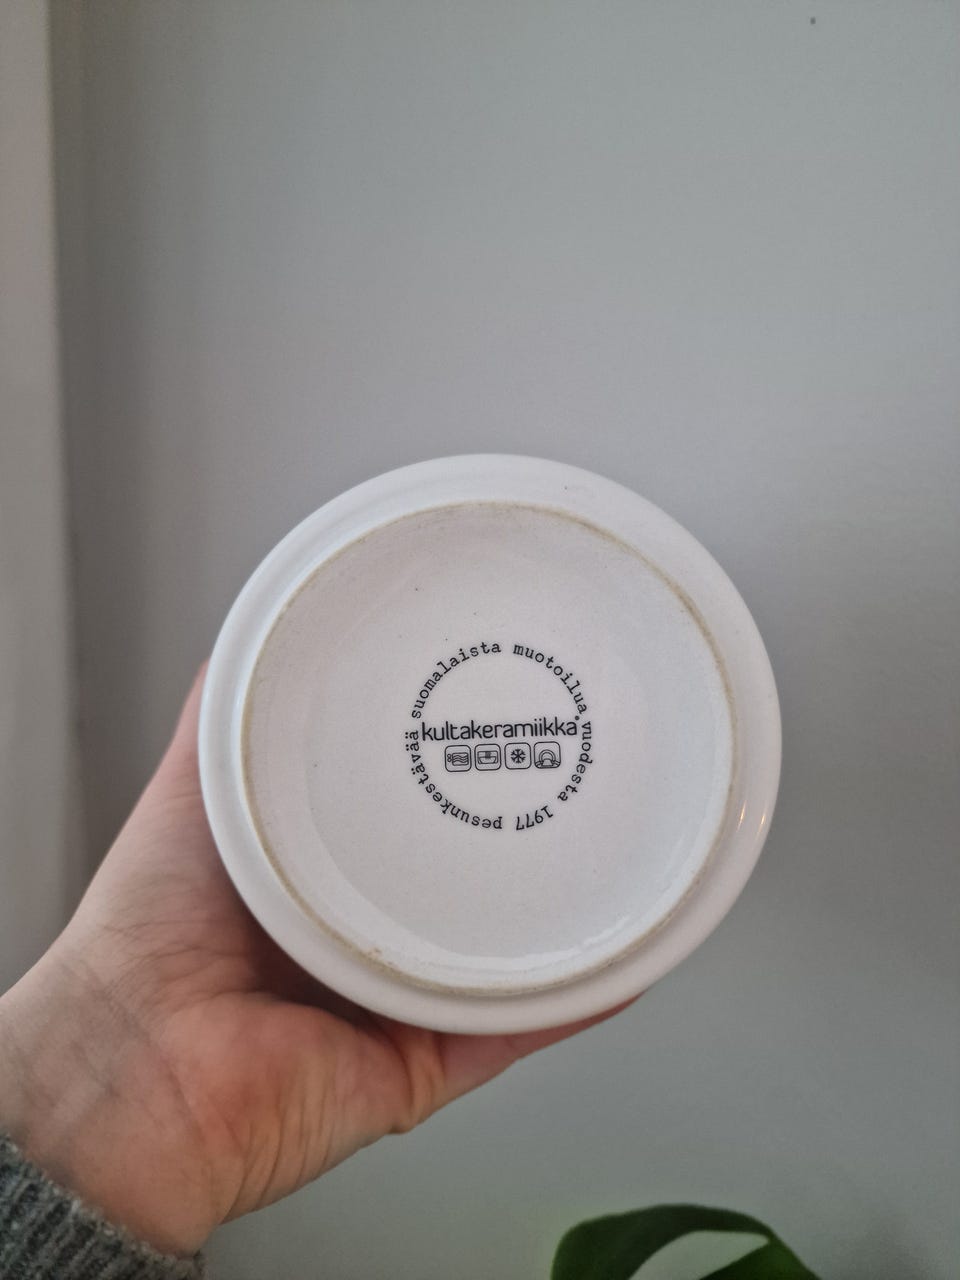 suomalaista muotoilua vuodesta 1977 pesunkestävää
kultakeramiikka®